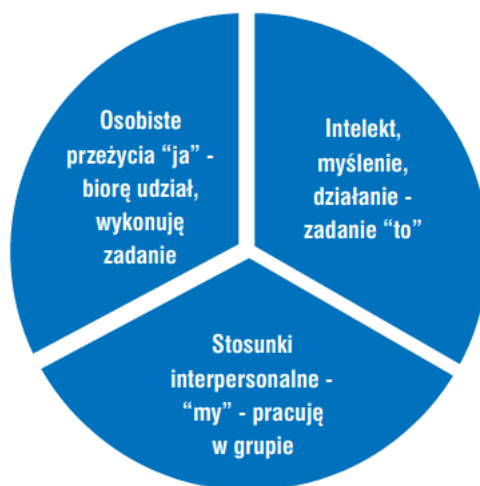 Osobiste
przeżycia “ja” -
biorę udział,
wykonuję
zadanie
Intelekt,
myślenie,
działanie -
zadanie “to”
Stosunki
interpersonalne -
“my” - pracuję
w grupie